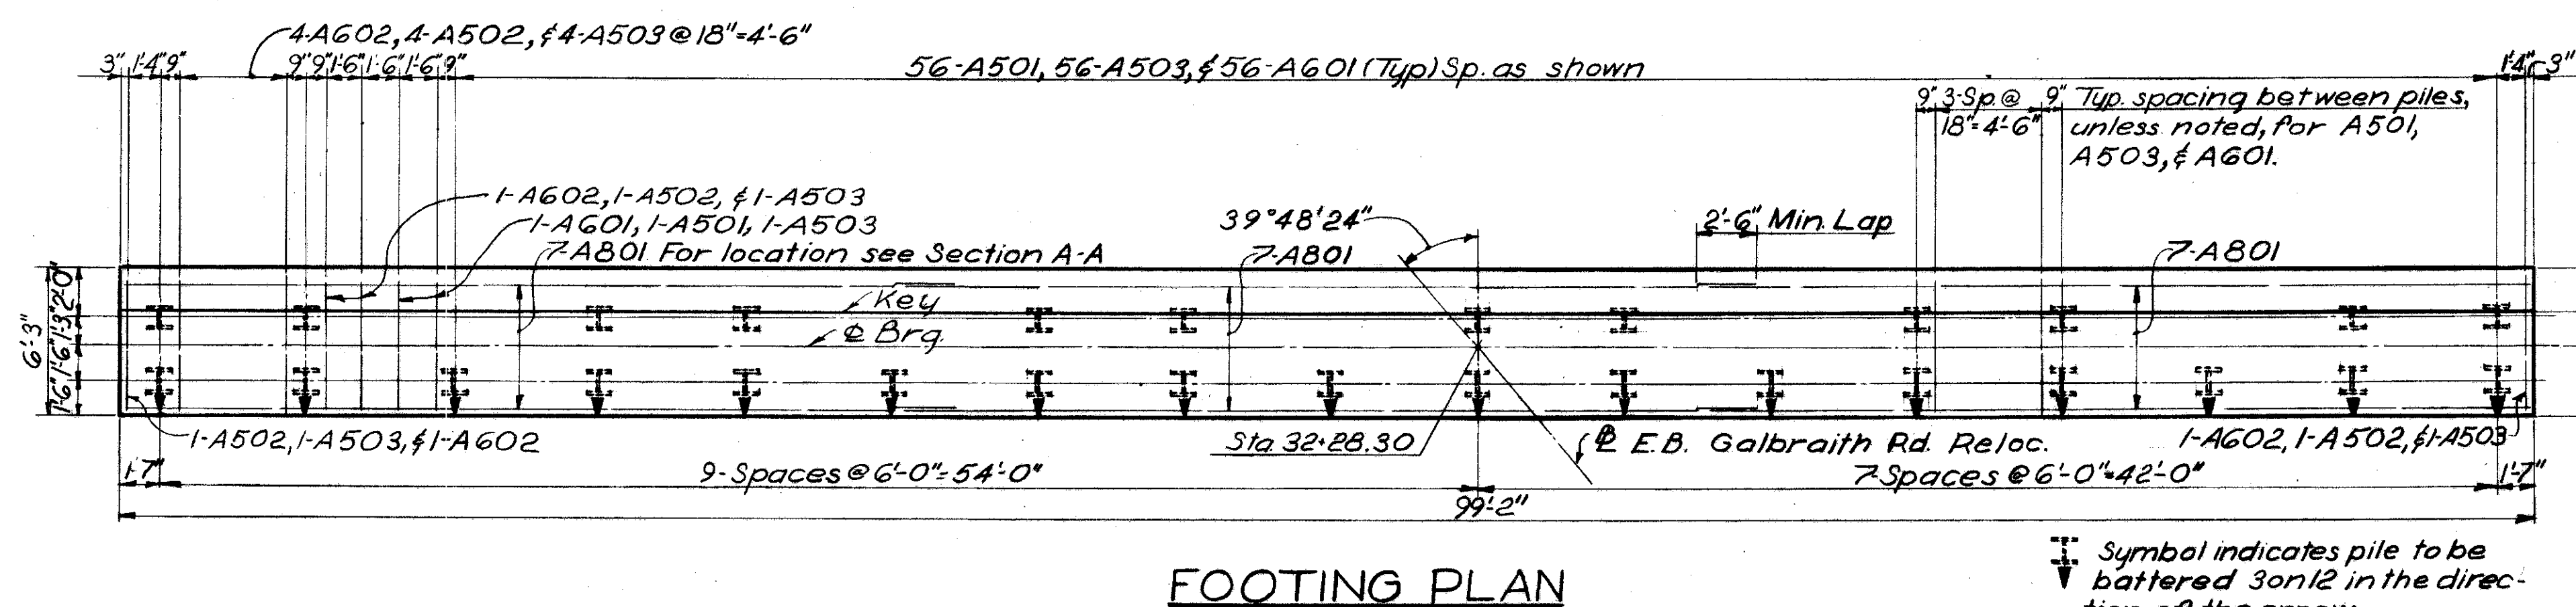 4-A602, 4-A502, & 4-A503 @ 18"=4'-6"
3" 1'-4" 9" 9" 9" 1'-6" 1'-6" 1'-6" 9" 56-A501, 56-A503, & 56-A601 (Typ) Sp. as shown 1'-4" 3"
9" 3-Sp. @ 9" Typ. spacing between piles,
18"=4'-6" unless noted, for A501,
A503, & A601.
1-A602, 1-A502, & 1-A503
1-A601, 1-A501, 1-A503
39°48'24" 2'-6" Min. Lap
7-A801 For location see Section A-A 7-A801 7-A801
6'-3" 2'-0" 1'-3" 1'-6" 1'-6"
Key
℄ Brg.
1-A502, 1-A503, & 1-A602 Sta. 32+28.30 ℄ E.B. Galbraith Rd. Reloc. 1-A602, 1-A502, & 1-A503
1'-7" 9-Spaces @ 6'-0"=54'-0" 7-Spaces @ 6'-0"=42'-0" 1'-7"
99'-2"
FOOTING PLAN
Symbol indicates pile to be
battered 3 on 12 in the direc-
tion of the arrow